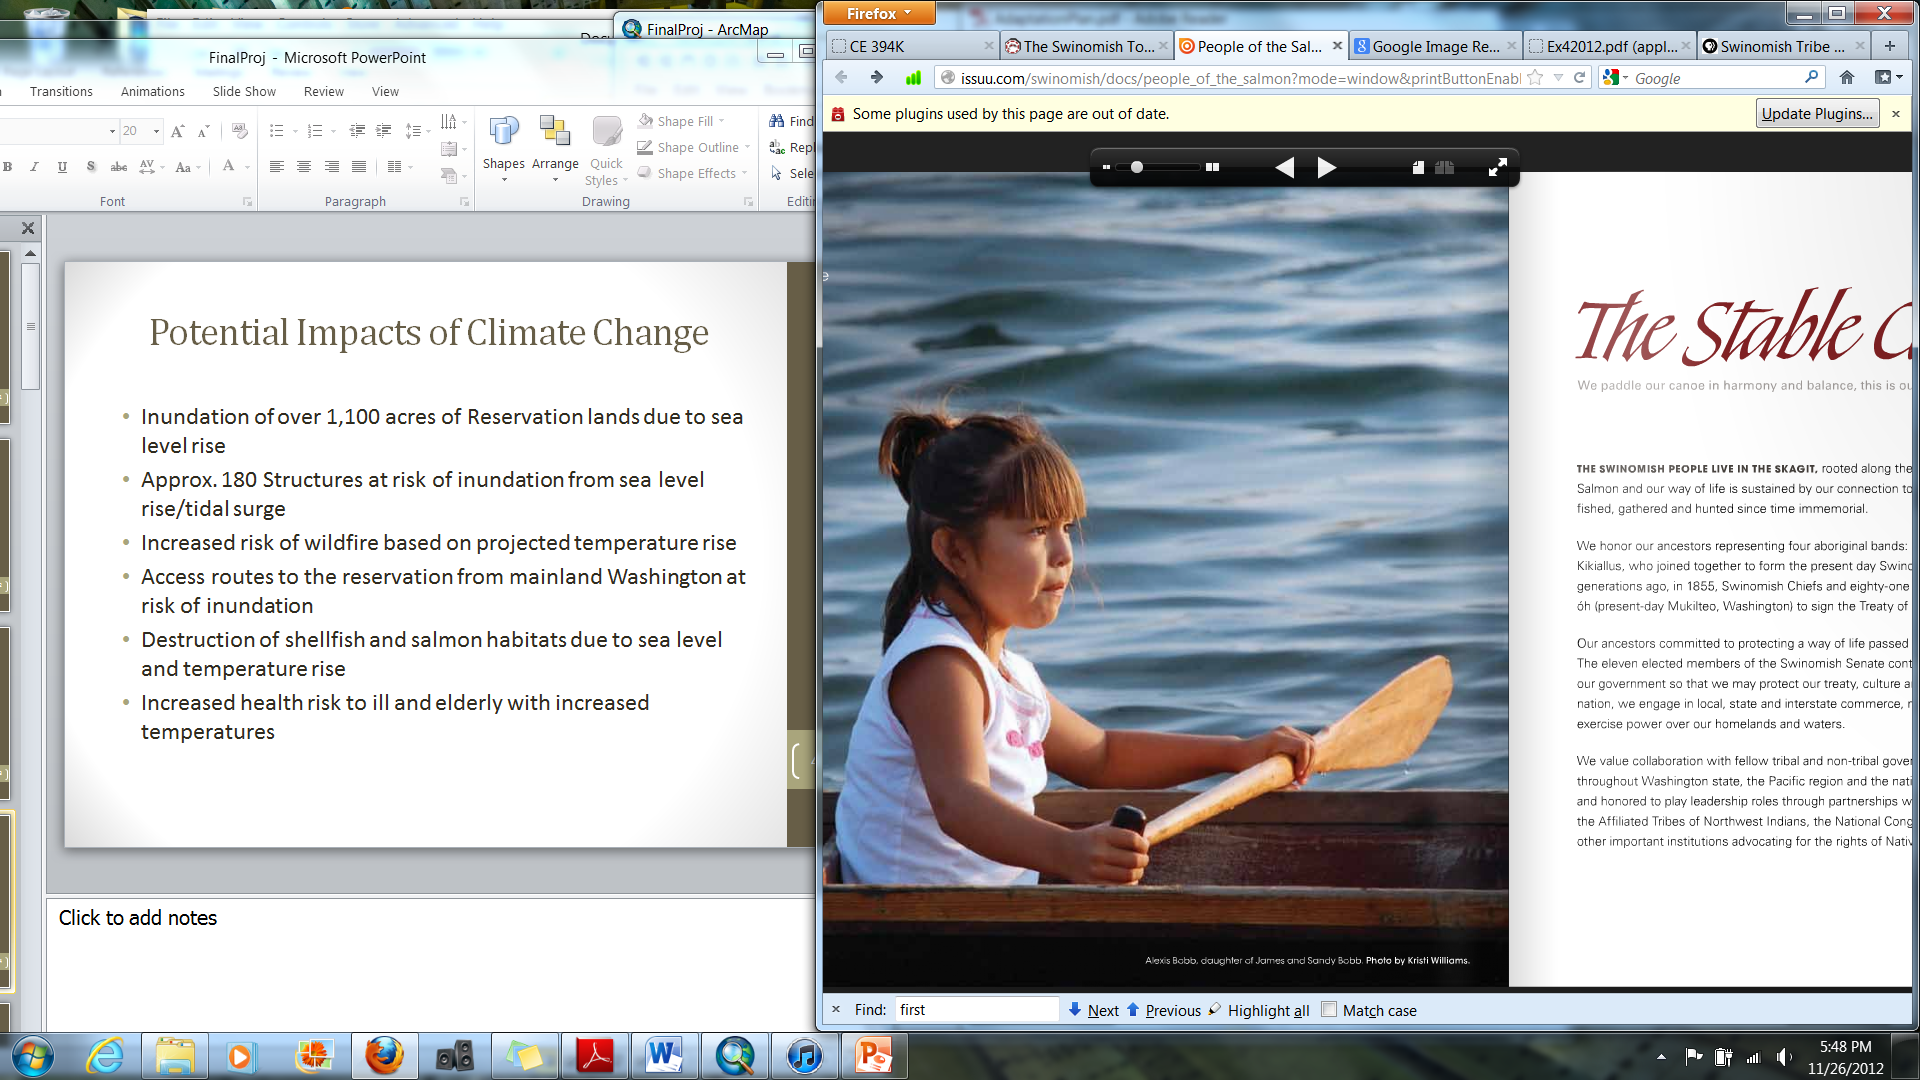 FinalProj - ArcMap
FinalProj - Microsoft PowerPoint
Transitions Animations Slide Show Review View
20
Shapes Arrange Quick Styles
Shape Fill
Shape Outline
Shape Effects
Find
Font Paragraph Drawing
Potential Impacts of Climate Change
• Inundation of over 1,100 acres of Reservation lands due to sea
level rise
• Approx. 180 Structures at risk of inundation from sea level
rise/tidal surge
• Increased risk of wildfire based on projected temperature rise
• Access routes to the reservation from mainland Washington at
risk of inundation
• Destruction of shellfish and salmon habitats due to sea level
and temperature rise
• Increased health risk to ill and elderly with increased
temperatures
Click to add notes
Firefox
CE 394K
The Swinomish To...
People of the Sal...
Google Image Re...
Ex42012.pdf (appl...
Swinomish Tribe ...
issuu.com/swinomish/docs/people_of_the_salmon?mode=window&printButtonEnabl
Google
Some plugins used by this page are out of date.
Update Plugins...
The Stable
We paddle our canoe in harmony and balance, this is
THE SWINOMISH PEOPLE LIVE IN THE SKAGIT, rooted along the
Salmon and our way of life is sustained by our connection to
fished, gathered and hunted since time immemorial.
We honor our ancestors representing four aboriginal bands:
Kikiallus, who joined together to form the present day
generations ago, in 1855, Swinomish Chiefs and eighty-one
óh (present-day Mukilteo, Washington) to sign the Treaty of
Our ancestors committed to protecting a way of life passed
The eleven elected members of the Swinomish Senate
our government so that we may protect our treaty, culture
nation, we engage in local, state and interstate commerce,
exercise power over our homelands and waters.
We value collaboration with fellow tribal and non-tribal
throughout Washington state, the Pacific region and the
and honored to play leadership roles through partnerships
the Affiliated Tribes of Northwest Indians, the National
other important institutions advocating for the rights of
Alexis Bobb, daughter of James and Sandy Bobb. Photo by Kristi Williams.
Find: first Next Previous Highlight all Match case
5:48 PM
11/26/2012